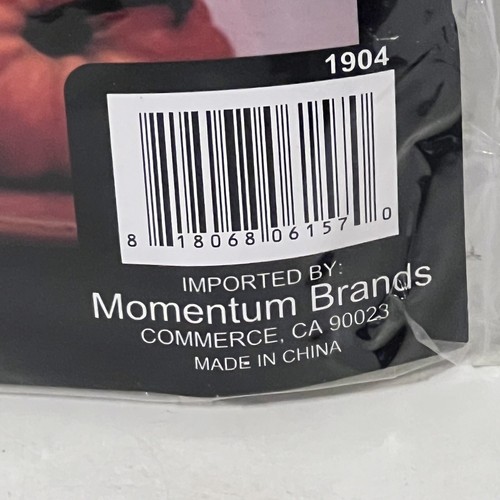 1904
8 18068 06157 0
IMPORTED BY:
Momentum Brands
COMMERCE, CA 90023
MADE IN CHINA